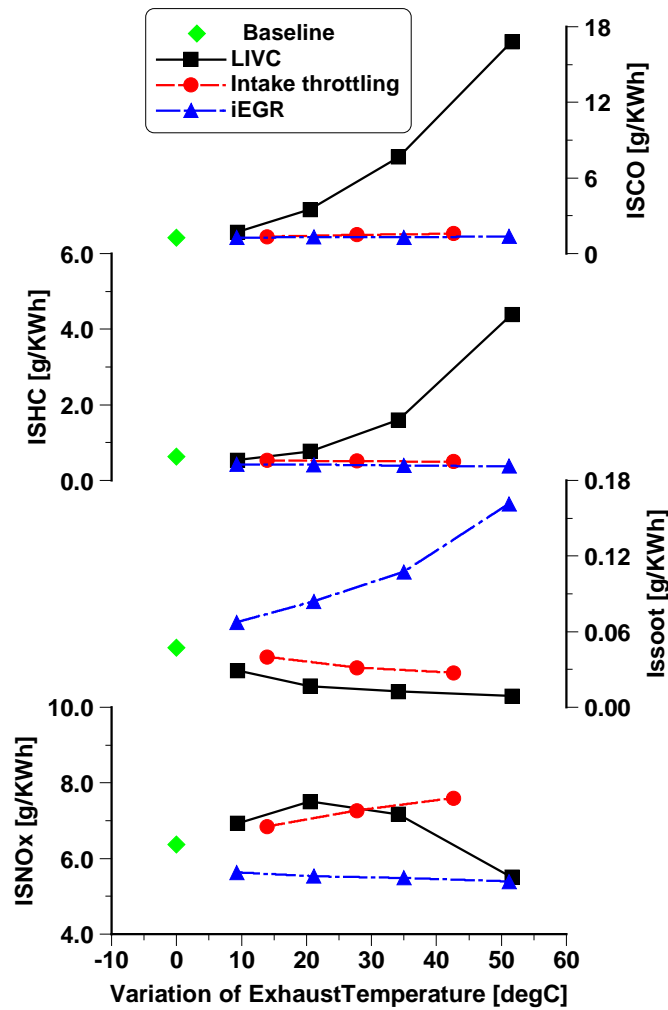 Baseline
LIVC
Intake throttling
iEGR
18
12
6
0
ISCO [g/KWh]
6.0
4.0
2.0
0.0
ISHC [g/KWh]
0.18
0.12
0.06
0.00
Issoot [g/KWh]
10.0
8.0
6.0
4.0
ISNOx [g/KWh]
-10 0 10 20 30 40 50 60
Variation of ExhaustTemperature [degC]